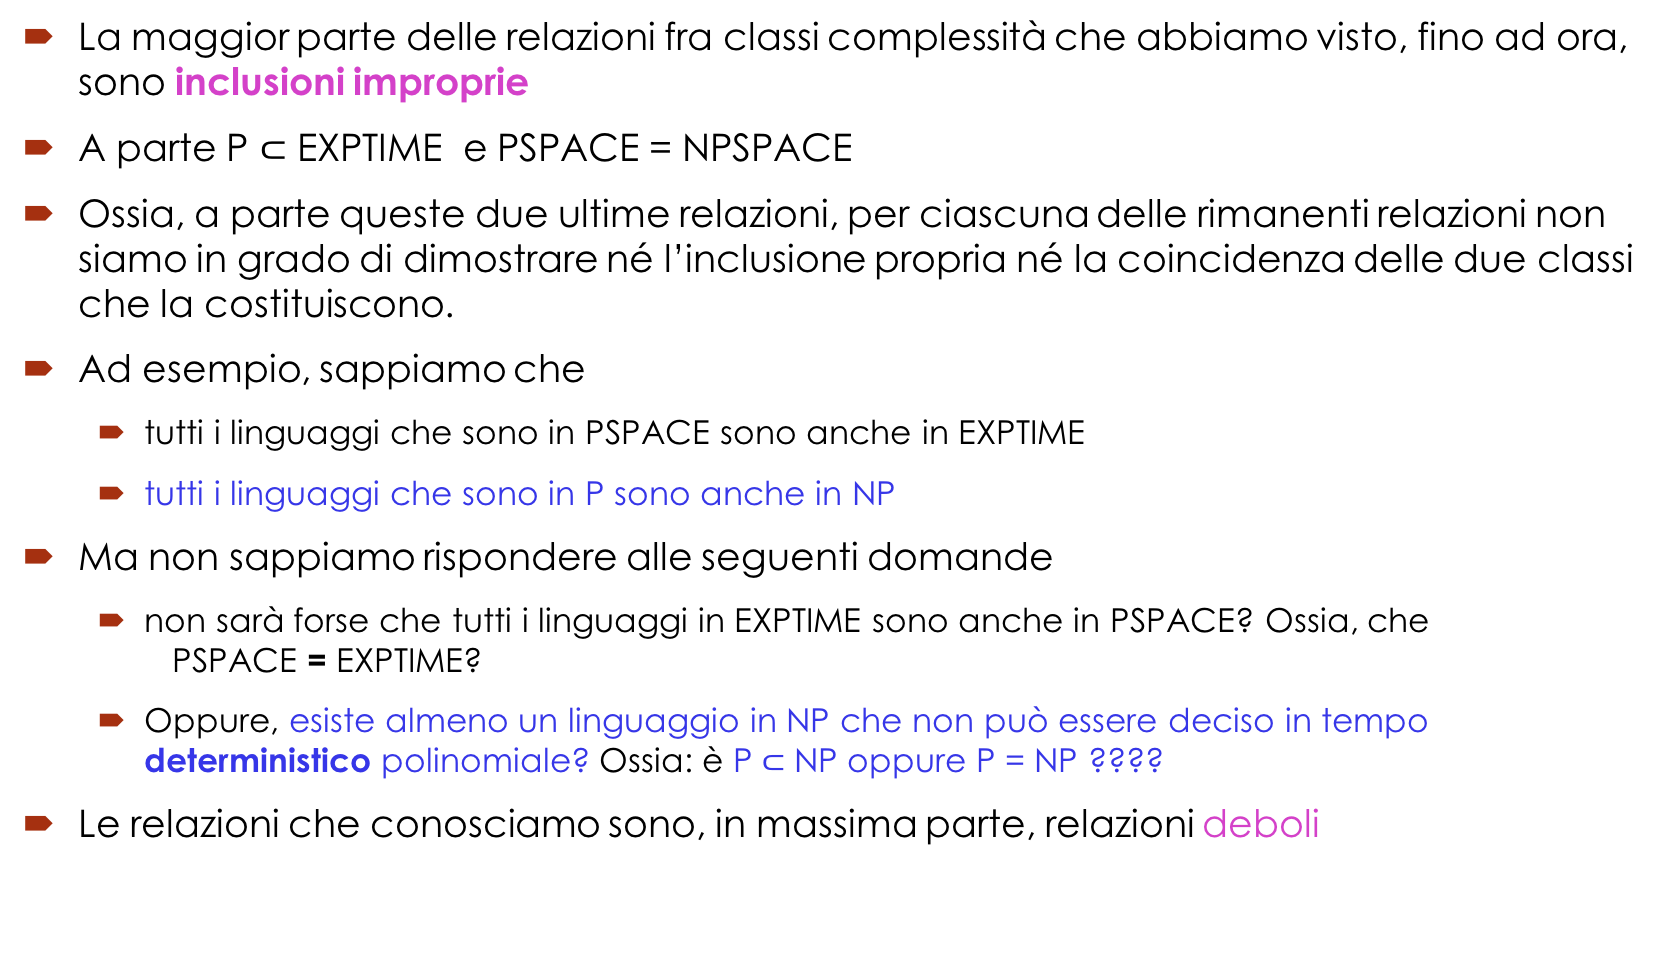 La maggior parte delle relazioni fra classi complessità che abbiamo visto, fino ad ora,
sono inclusioni improprie
A parte P ⊂ EXPTIME e PSPACE = NPSPACE
Ossia, a parte queste due ultime relazioni, per ciascuna delle rimanenti relazioni non
siamo in grado di dimostrare né l’inclusione propria né la coincidenza delle due classi
che la costituiscono.
Ad esempio, sappiamo che
tutti i linguaggi che sono in PSPACE sono anche in EXPTIME
tutti i linguaggi che sono in P sono anche in NP
Ma non sappiamo rispondere alle seguenti domande
non sarà forse che tutti i linguaggi in EXPTIME sono anche in PSPACE? Ossia, che
PSPACE = EXPTIME?
Oppure, esiste almeno un linguaggio in NP che non può essere deciso in tempo
deterministico polinomiale? Ossia: è P ⊂ NP oppure P = NP ????
Le relazioni che conosciamo sono, in massima parte, relazioni deboli